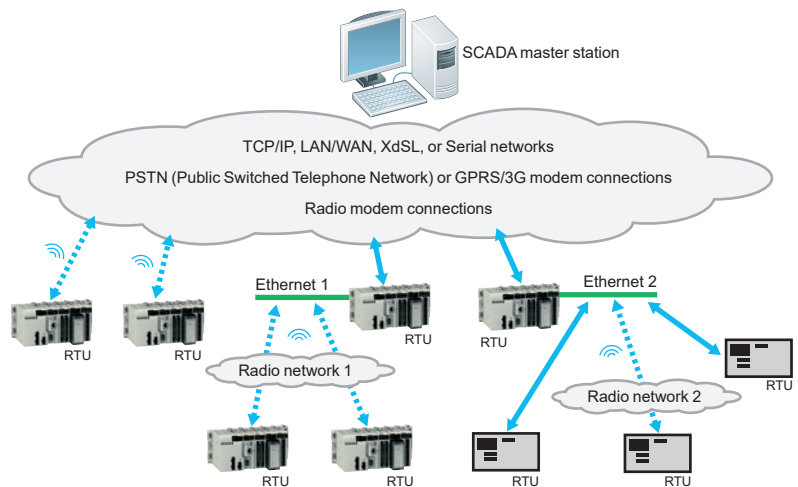 SCADA master station
TCP/IP, LAN/WAN, XdSL, or Serial networks
PSTN (Public Switched Telephone Network) or GPRS/3G modem connections
Radio modem connections
Ethernet 1
Ethernet 2
RTU
RTU
RTU
RTU
Radio network 1
RTU
Radio network 2
RTU
RTU
RTU
RTU